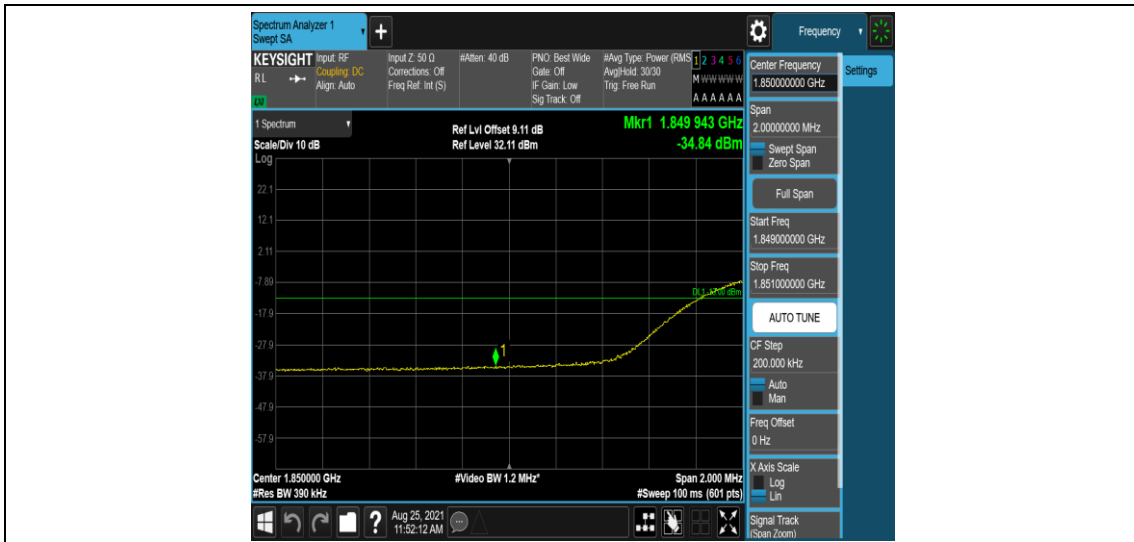 Spectrum Analyzer 1
Swept SA
+
Frequency
KEYSIGHT
RL
LXI
Input: RF
Coupling: DC
Align: Auto
Input Z: 50 Ω
Corrections: Off
Freq Ref: Int (S)
#Atten: 40 dB
PNO: Best Wide
Gate: Off
IF Gain: Low
Sig Track: Off
#Avg Type: Power (RMS
Avg|Hold: 30/30
Trig: Free Run
1 2 3 4 5 6
M W W W W W
A A A A A A
1 Spectrum
Scale/Div 10 dB
Log
Ref Lvl Offset 9.11 dB
Ref Level 32.11 dBm
Mkr1 1.849 943 GHz
-34.84 dBm
22.1
12.1
2.11
-7.89
-17.9
-27.9
-37.9
-47.9
-57.9
1
Center 1.850000 GHz
#Res BW 390 kHz
#Video BW 1.2 MHz*
Span 2.000 MHz
#Sweep 100 ms (601 pts)
Aug 25, 2021
11:52:12 AM
?
Center Frequency
1.850000000 GHz
Settings
Span
2.00000000 MHz
Swept Span
Zero Span
Full Span
Start Freq
1.849000000 GHz
Stop Freq
1.851000000 GHz
AUTO TUNE
CF Step
200.000 kHz
Auto
Man
Freq Offset
0 Hz
X Axis Scale
Log
Lin
Signal Track
(Span Zoom)